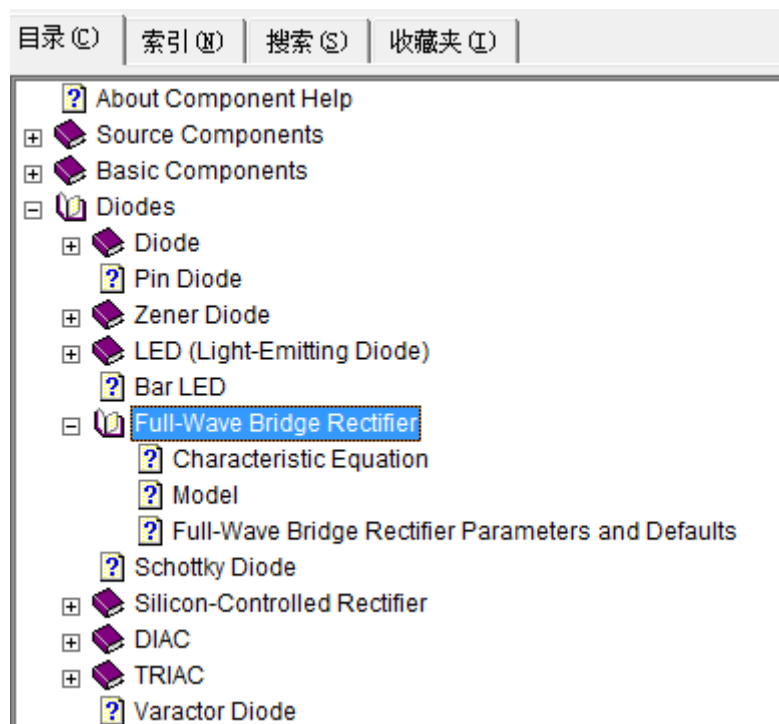 目录(C) 索引(N) 搜索(S) 收藏夹(I)
About Component Help
Source Components
Basic Components
Diodes
Diode
Pin Diode
Zener Diode
LED (Light-Emitting Diode)
Bar LED
Full-Wave Bridge Rectifier
Characteristic Equation
Model
Full-Wave Bridge Rectifier Parameters and Defaults
Schottky Diode
Silicon-Controlled Rectifier
DIAC
TRIAC
Varactor Diode